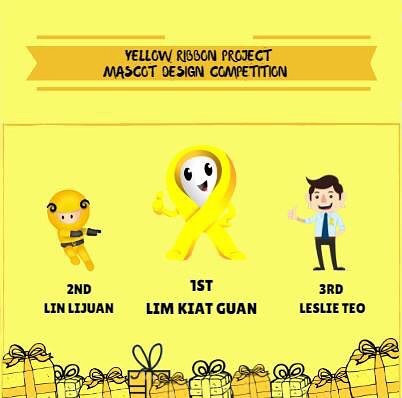 YELLOW RIBBON PROJECT
MASCOT DESIGN COMPETITION
1ST
LIM KIAT GUAN
2ND
LIN LIJUAN
3RD
LESLIE TEO